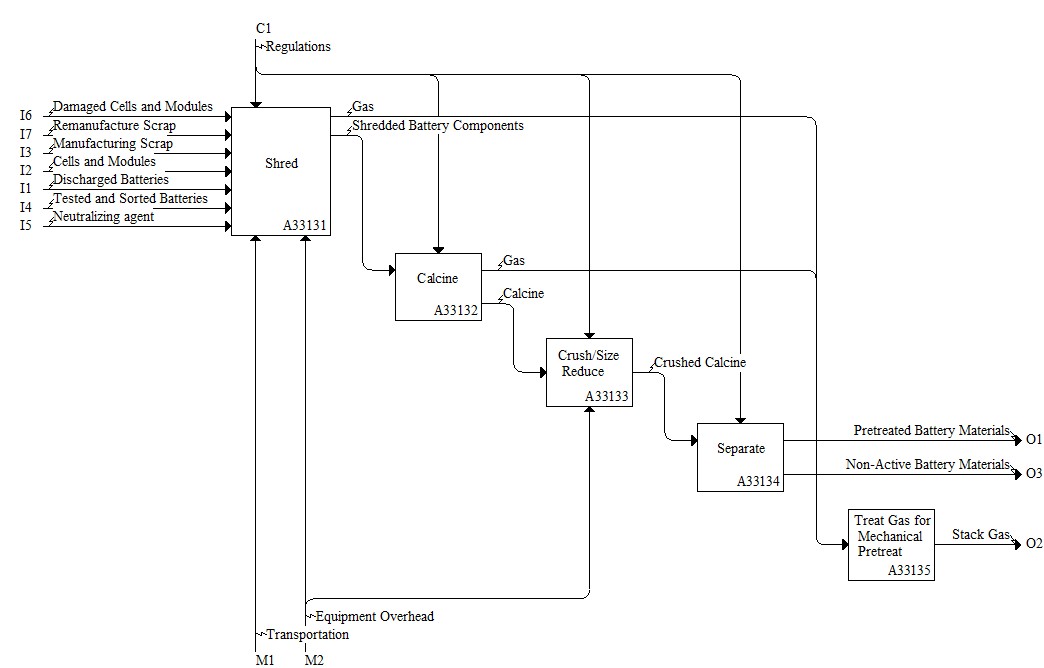 C1
Regulations
I6 Damaged Cells and Modules
I7 Remanufacture Scrap
I3 Manufacturing Scrap
I2 Cells and Modules
I1 Discharged Batteries
I4 Tested and Sorted Batteries
I5 Neutralizing agent
Shred
A33131
Gas
Shredded Battery Components
Calcine
A33132
Gas
Calcine
Crush/Size
Reduce
A33133
Crushed Calcine
Separate
A33134
Pretreated Battery Materials O1
Non-Active Battery Materials O3
Treat Gas for
Mechanical
Pretreat
A33135
Stack Gas O2
Equipment Overhead
Transportation
M1 M2